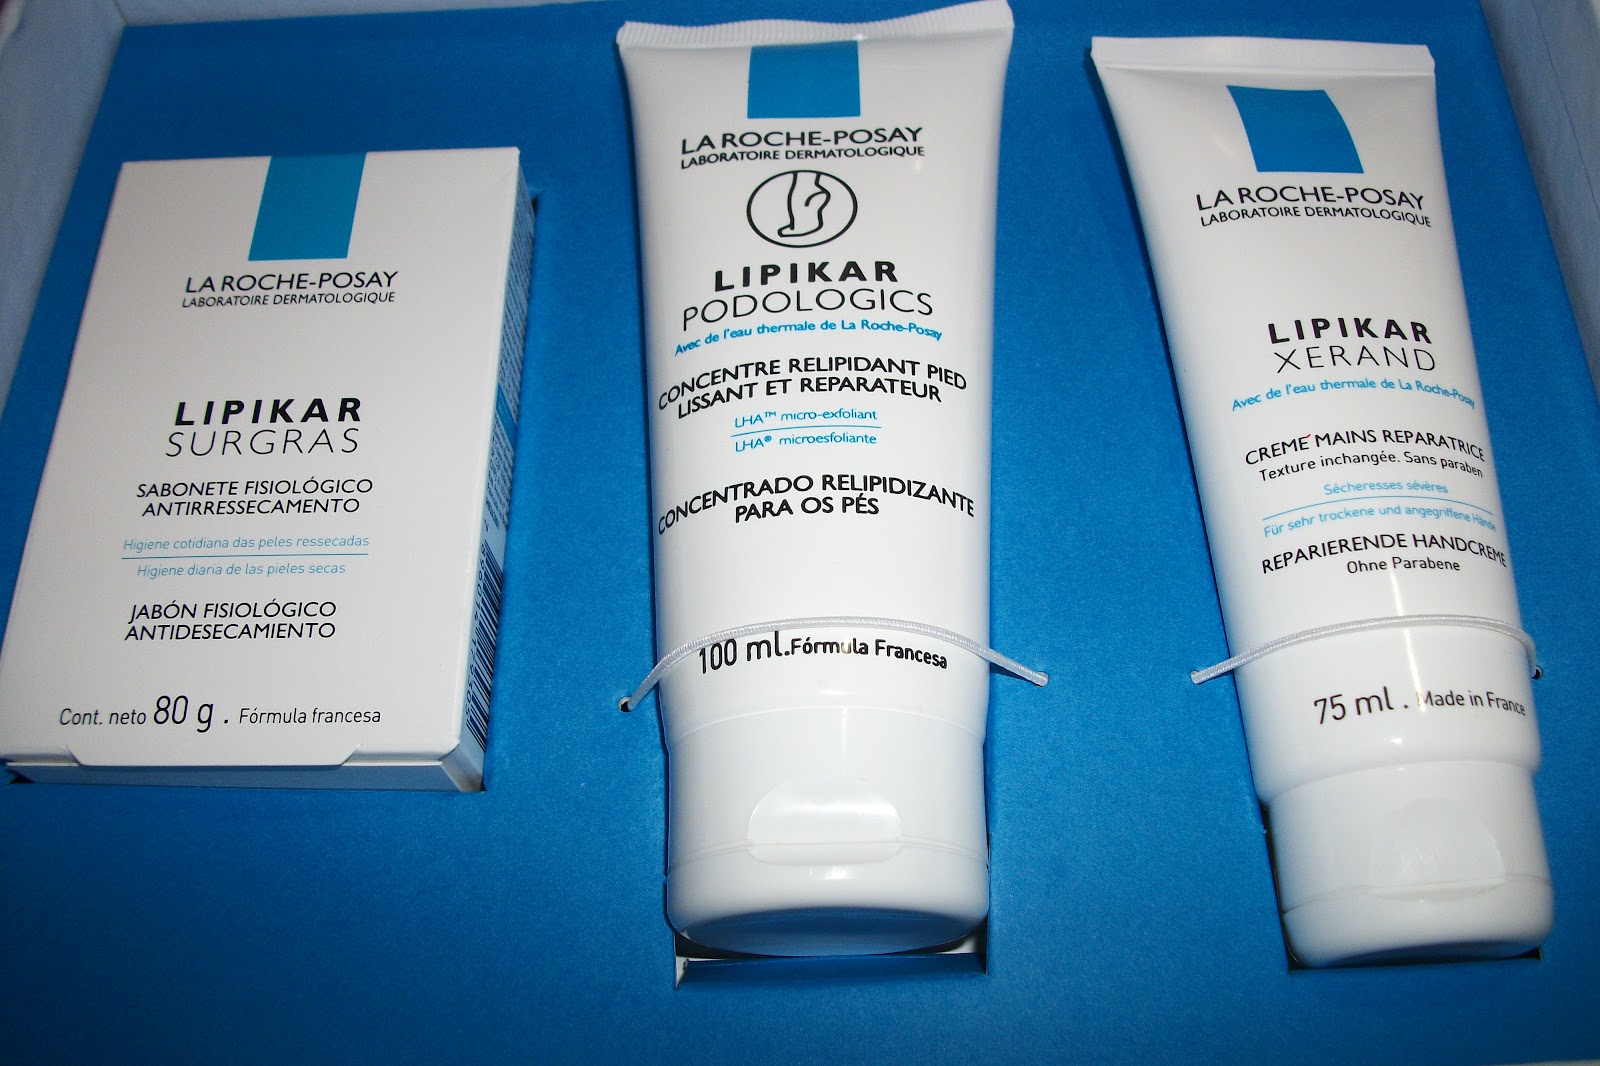 LA ROCHE-POSAY
LABORATOIRE DERMATOLOGIQUE
LIPIKAR
SURGRAS
SABONETE FISIOLÓGICO
ANTIRRESSECAMENTO
Higiene cotidiana das peles ressecadas
Higiene diaria de las pieles secas
JABÓN FISIOLÓGICO
ANTIDESECAMIENTO
Cont. neto 80 g . Fórmula francesa
LA ROCHE-POSAY
LABORATOIRE DERMATOLOGIQUE
LIPIKAR
PODOLOGICS
Avec de l'eau thermale de La Roche-Posay
CONCENTRE RELIPIDANT PIED
LISSANT ET REPARATEUR
LHA™ micro-exfoliant
LHA® microesfoliante
CONCENTRADO RELIPIDIZANTE
PARA OS PÉS
100 ml.Fórmula Francesa
LA ROCHE-POSAY
LABORATOIRE DERMATOLOGIQUE
LIPIKAR
XERAND
Avec de l'eau thermale de La Roche-Posay
CREME MAINS REPARATRICE
Texture inchangée. Sans paraben
Sécheresses sévères
Für sehr trockene und angegriffene Hände
REPARIERENDE HANDCREME
Ohne Parabene
75 ml . Made in France